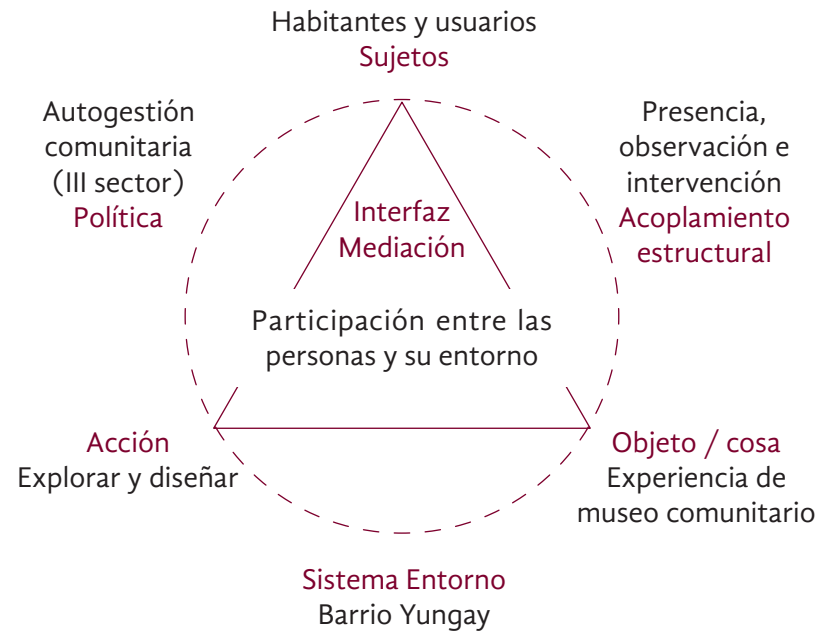 Habitantes y usuarios
Sujetos
Autogestión
comunitaria
(III sector)
Política
Presencia,
observación e
intervención
Acoplamiento
estructural
Interfaz
Mediación
Participación entre las
personas y su entorno
Acción
Explorar y diseñar
Objeto / cosa
Experiencia de
museo comunitario
Sistema Entorno
Barrio Yungay